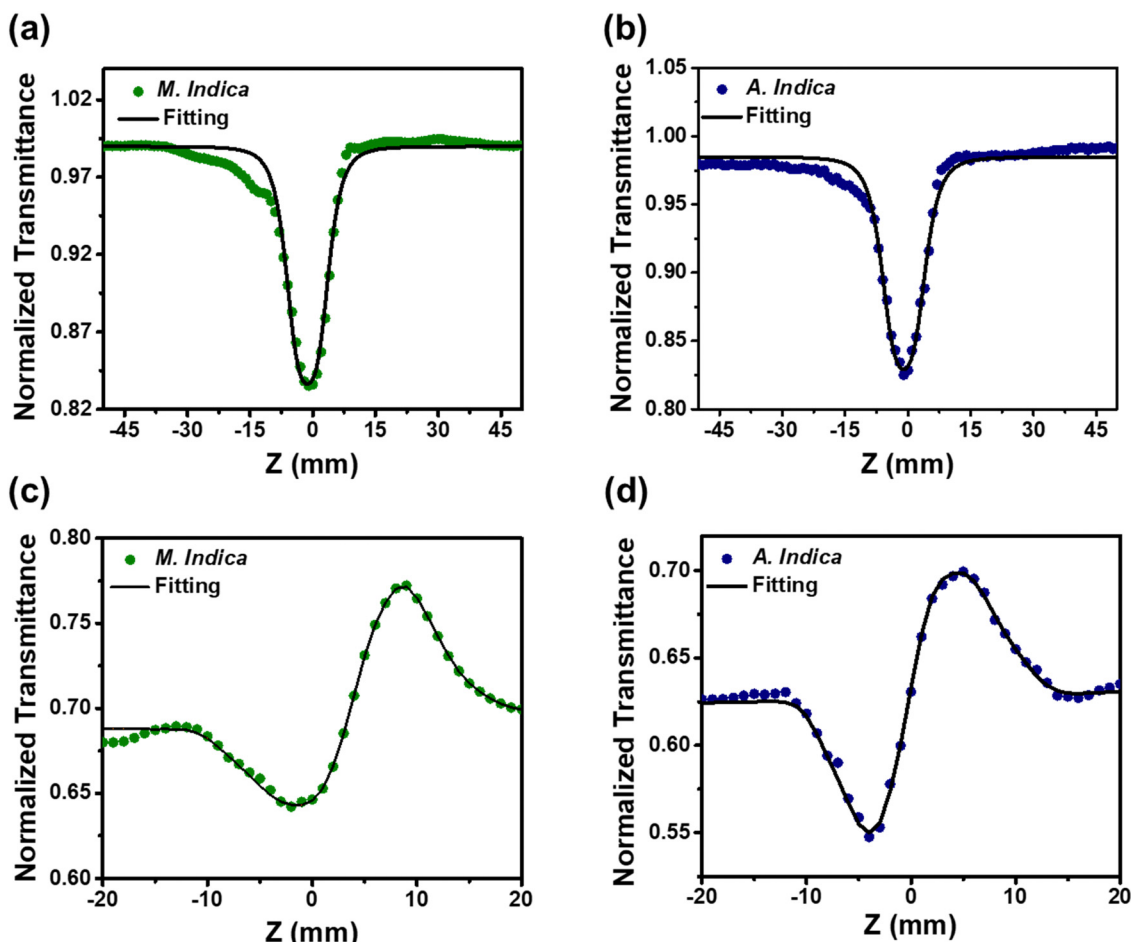 (a)
Normalized Transmittance
1.02
0.97
0.92
0.87
0.82
M. Indica
Fitting
-45 -30 -15 0 15 30 45
Z (mm)
(b)
Normalized Transmittance
1.05
1.00
0.95
0.90
0.85
0.80
A. Indica
Fitting
-45 -30 -15 0 15 30 45
Z (mm)
(c)
Normalized Transmittance
0.80
0.75
0.70
0.65
0.60
M. Indica
Fitting
-20 -10 0 10 20
Z (mm)
(d)
Normalized Transmittance
0.70
0.65
0.60
0.55
A. Indica
Fitting
-20 -10 0 10 20
Z (mm)